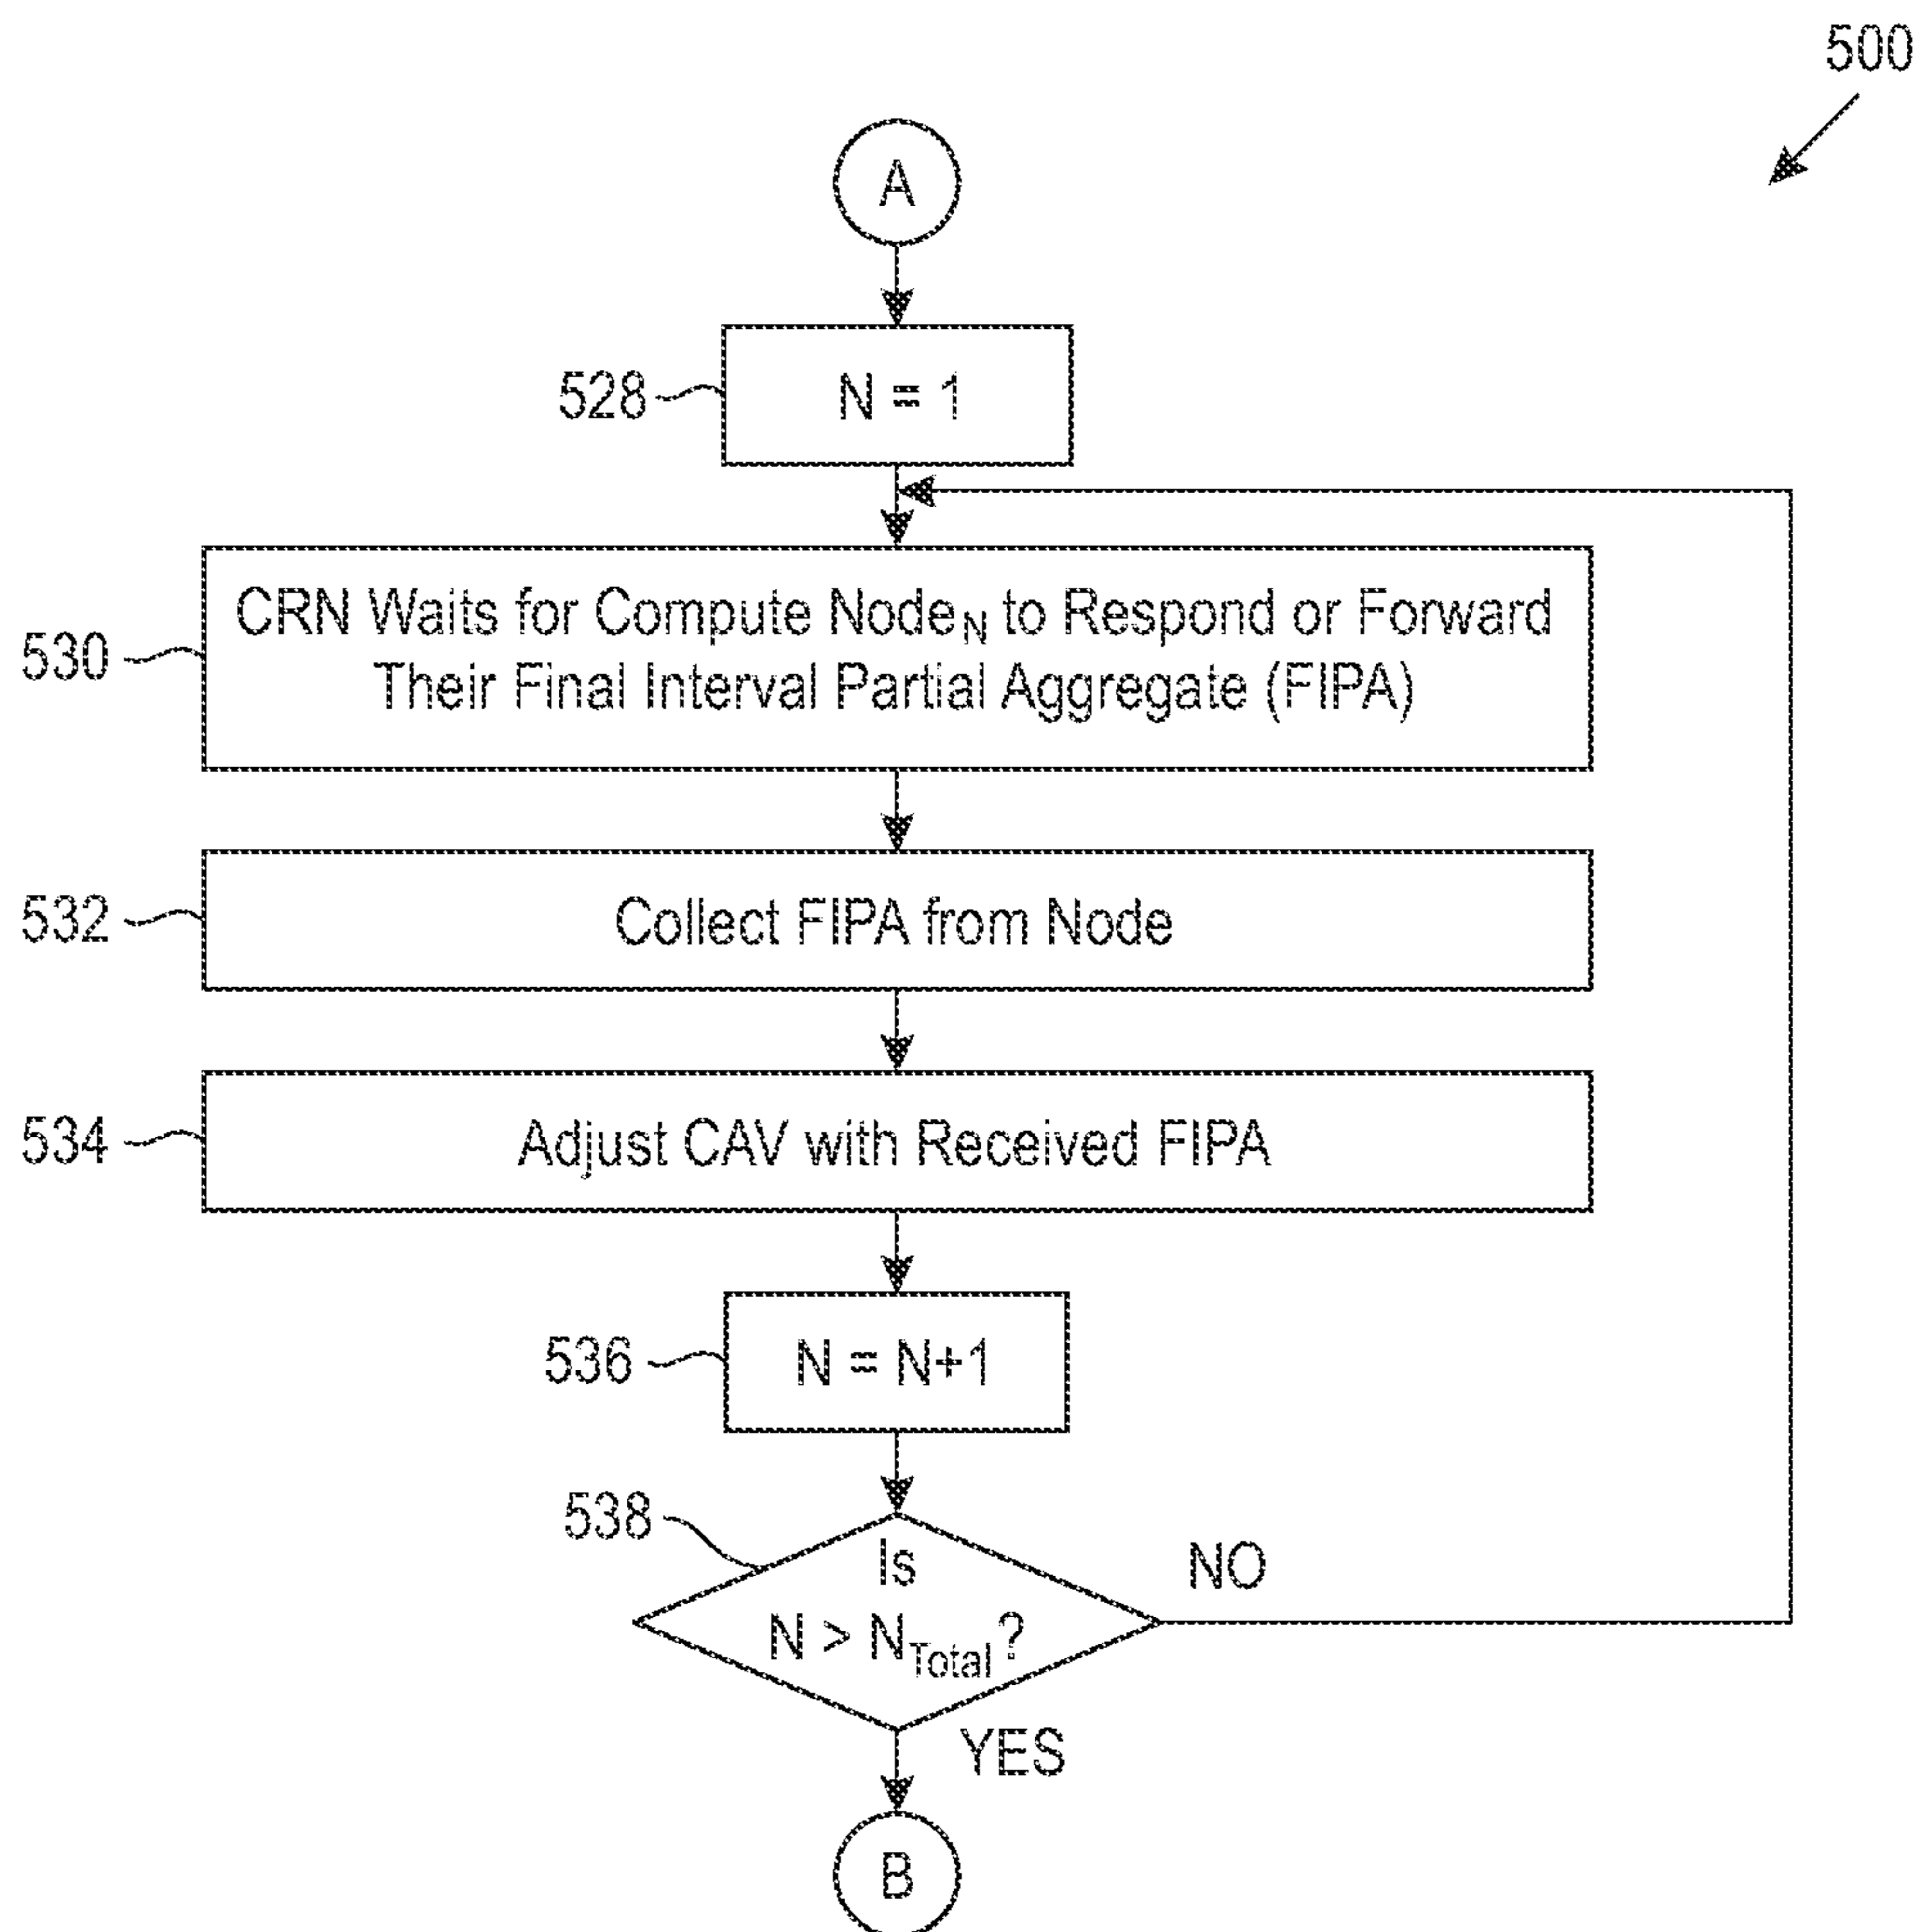 500
A
528
N = 1
530
CRN Waits for Compute NodeN to Respond or Forward
Their Final Interval Partial Aggregate (FIPA)
532
Collect FIPA from Node
534
Adjust CAV with Received FIPA
536
N = N+1
538
Is
N > NTotal?
NO
YES
B